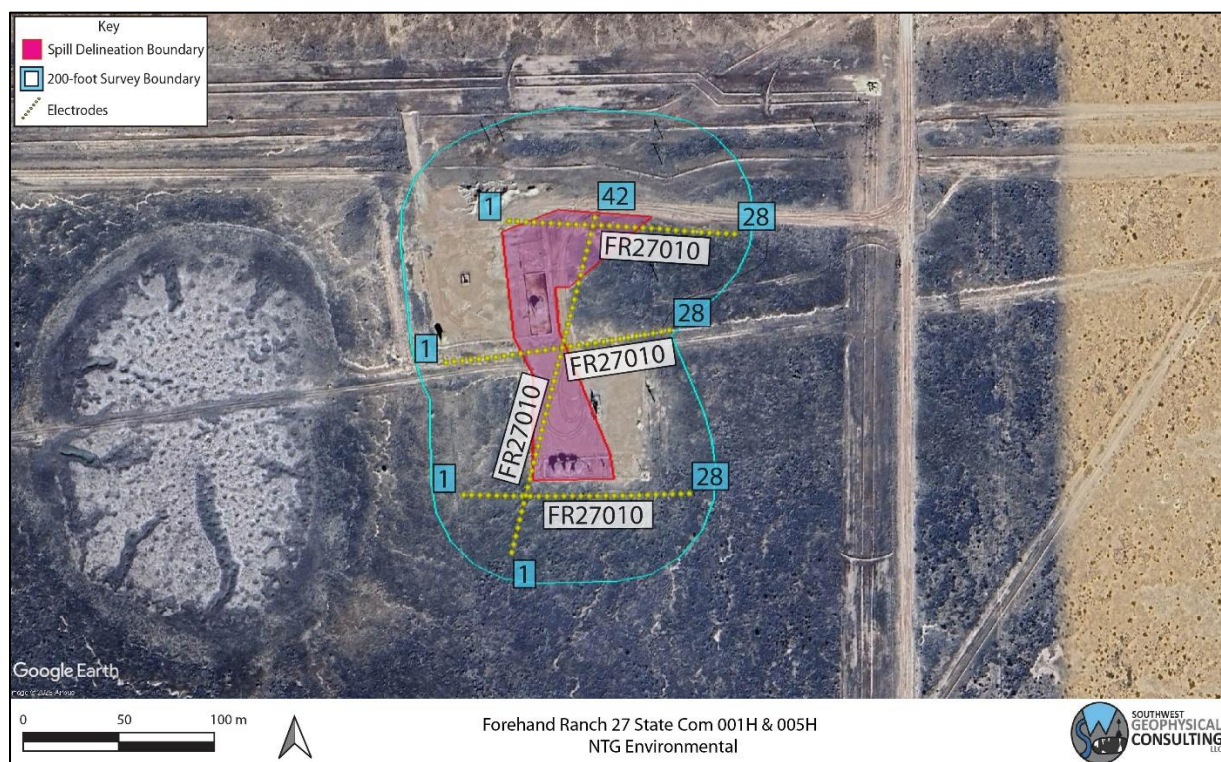 Key
Spill Delineation Boundary
200-foot Survey Boundary
Electrodes
1
42
28
FR27010
28
1
FR27010
FR27010
1
28
FR27010
1
Google Earth
0 50 100 m
Forehand Ranch 27 State Com 001H & 005H
NTG Environmental
SOUTHWEST
GEOPHYSICAL
CONSULTING
LLC